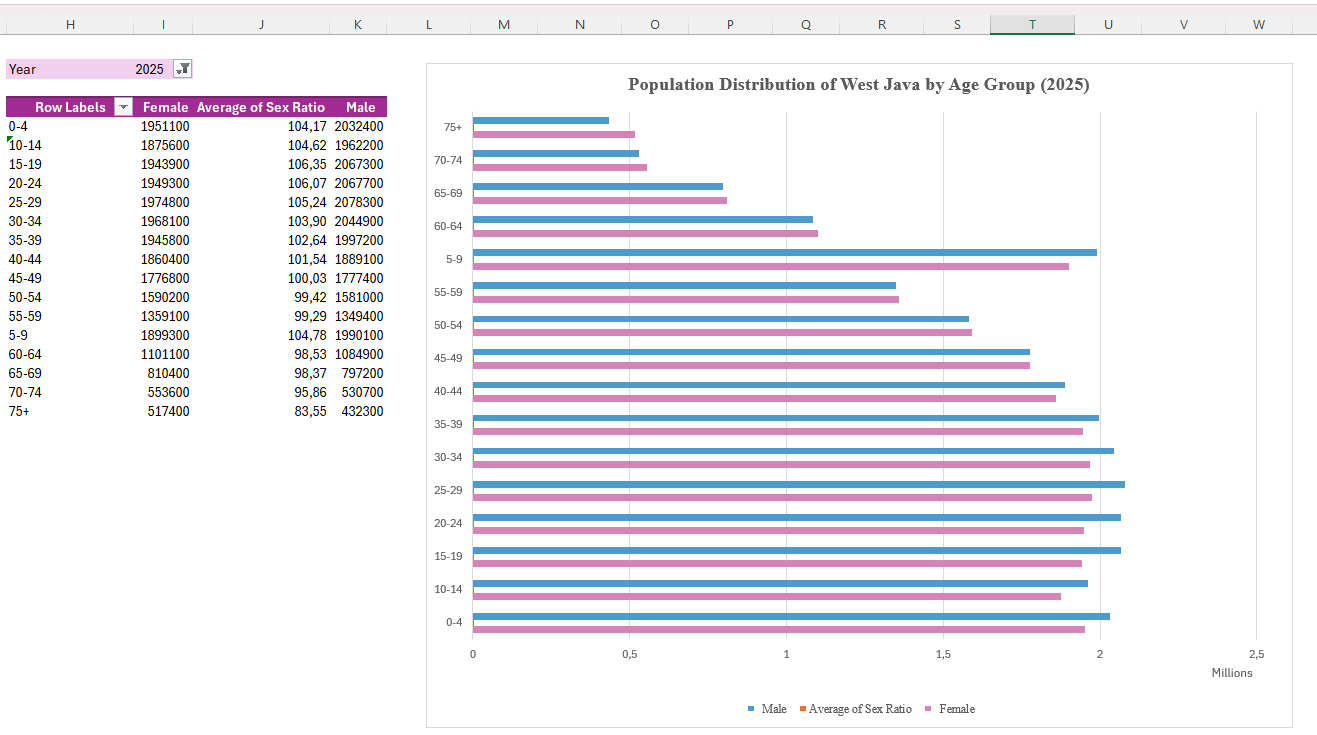 H I J K L M N O P Q R S T U V W
Year 2025
Row Labels Female Average of Sex Ratio Male
0-4 1951100 104,17 2032400
10-14 1875600 104,62 1962200
15-19 1943900 106,35 2067300
20-24 1949300 106,07 2067700
25-29 1974800 105,24 2078300
30-34 1968100 103,90 2044900
35-39 1945800 102,64 1997200
40-44 1860400 101,54 1889100
45-49 1776800 100,03 1777400
50-54 1590200 99,42 1581000
55-59 1359100 99,29 1349400
5-9 1899300 104,78 1990100
60-64 1101100 98,53 1084900
65-69 810400 98,37 797200
70-74 553600 95,86 530700
75+ 517400 83,55 432300
Population Distribution of West Java by Age Group (2025)
75+
70-74
65-69
60-64
5-9
55-59
50-54
45-49
40-44
35-39
30-34
25-29
20-24
15-19
10-14
0-4
0 0,5 1 1,5 2 2,5
Millions
Male Average of Sex Ratio Female